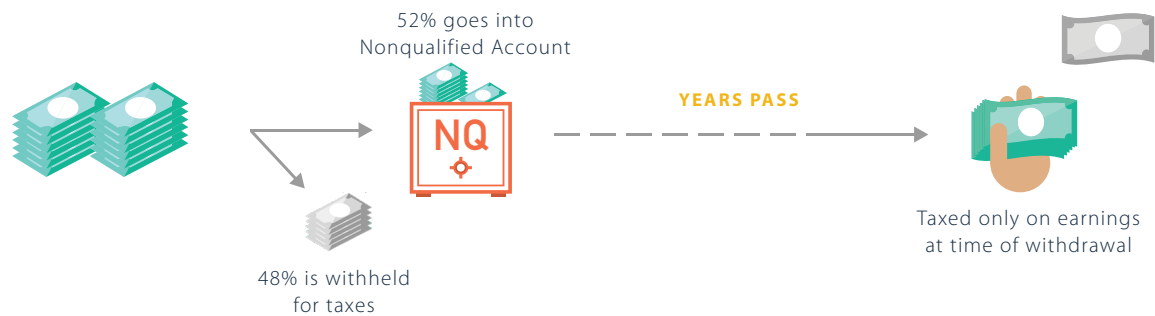 52% goes into
Nonqualified Account
NQ
YEARS PASS
48% is withheld
for taxes
Taxed only on earnings
at time of withdrawal